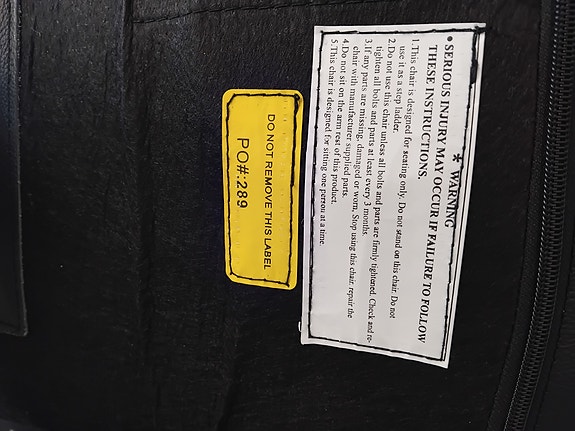 * WARNING
• SERIOUS INJURY MAY OCCUR IF FAILURE TO FOLLOW
THESE INSTRUCTIONS.
1.This chair is designed for seating only. Do not stand on this chair. Do not
use it as a step ladder.
2.Do not use this chair unless all bolts and parts are firmly tightened. Check and re-
tighten all bolts and parts at least every 3 months.
3.If any parts are missing, damaged or worn, Stop using this chair. repair the
chair with manufacturer supplied parts.
4.Do not sit on the arm rest of this product.
5.This chair is designed for sitting one person at a time.
DO NOT REMOVE THIS LABEL
PO#:289